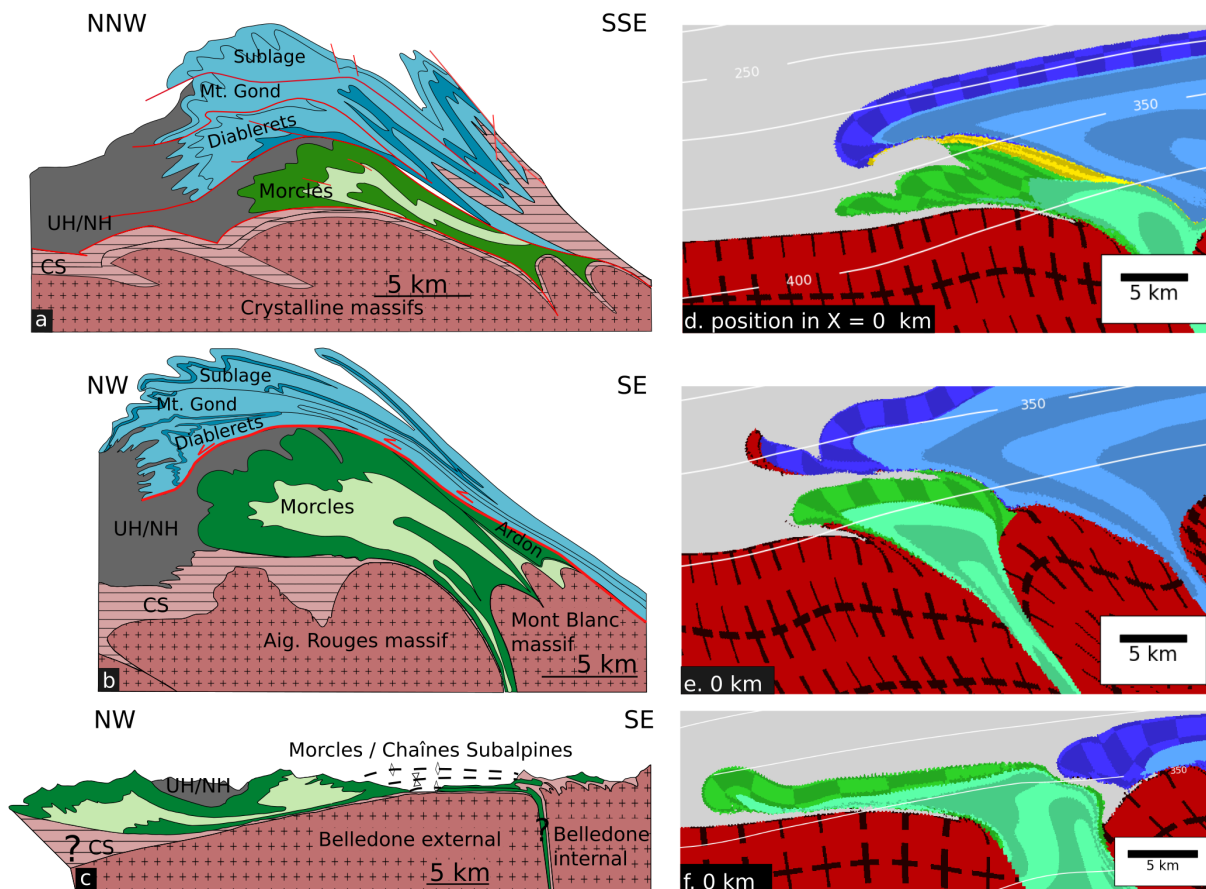 NNW
SSE
Sublage
Mt. Gond
Diablerets
Morcles
UH/NH
CS
5 km
Crystalline massifs
a
250
350
400
5 km
d. position in X = 0 km
NW
SE
Sublage
Mt. Gond
Diablerets
Morcles
UH/NH
Ardon
CS
Mont Blanc
massif
Aig. Rouges massif
5 km
b
350
5 km
e. 0 km
NW
SE
Morcles / Chaînes Subalpines
UH/NH
?
CS
?
Belledone external
Belledone
internal
5 km
c
350
5 km
f. 0 km